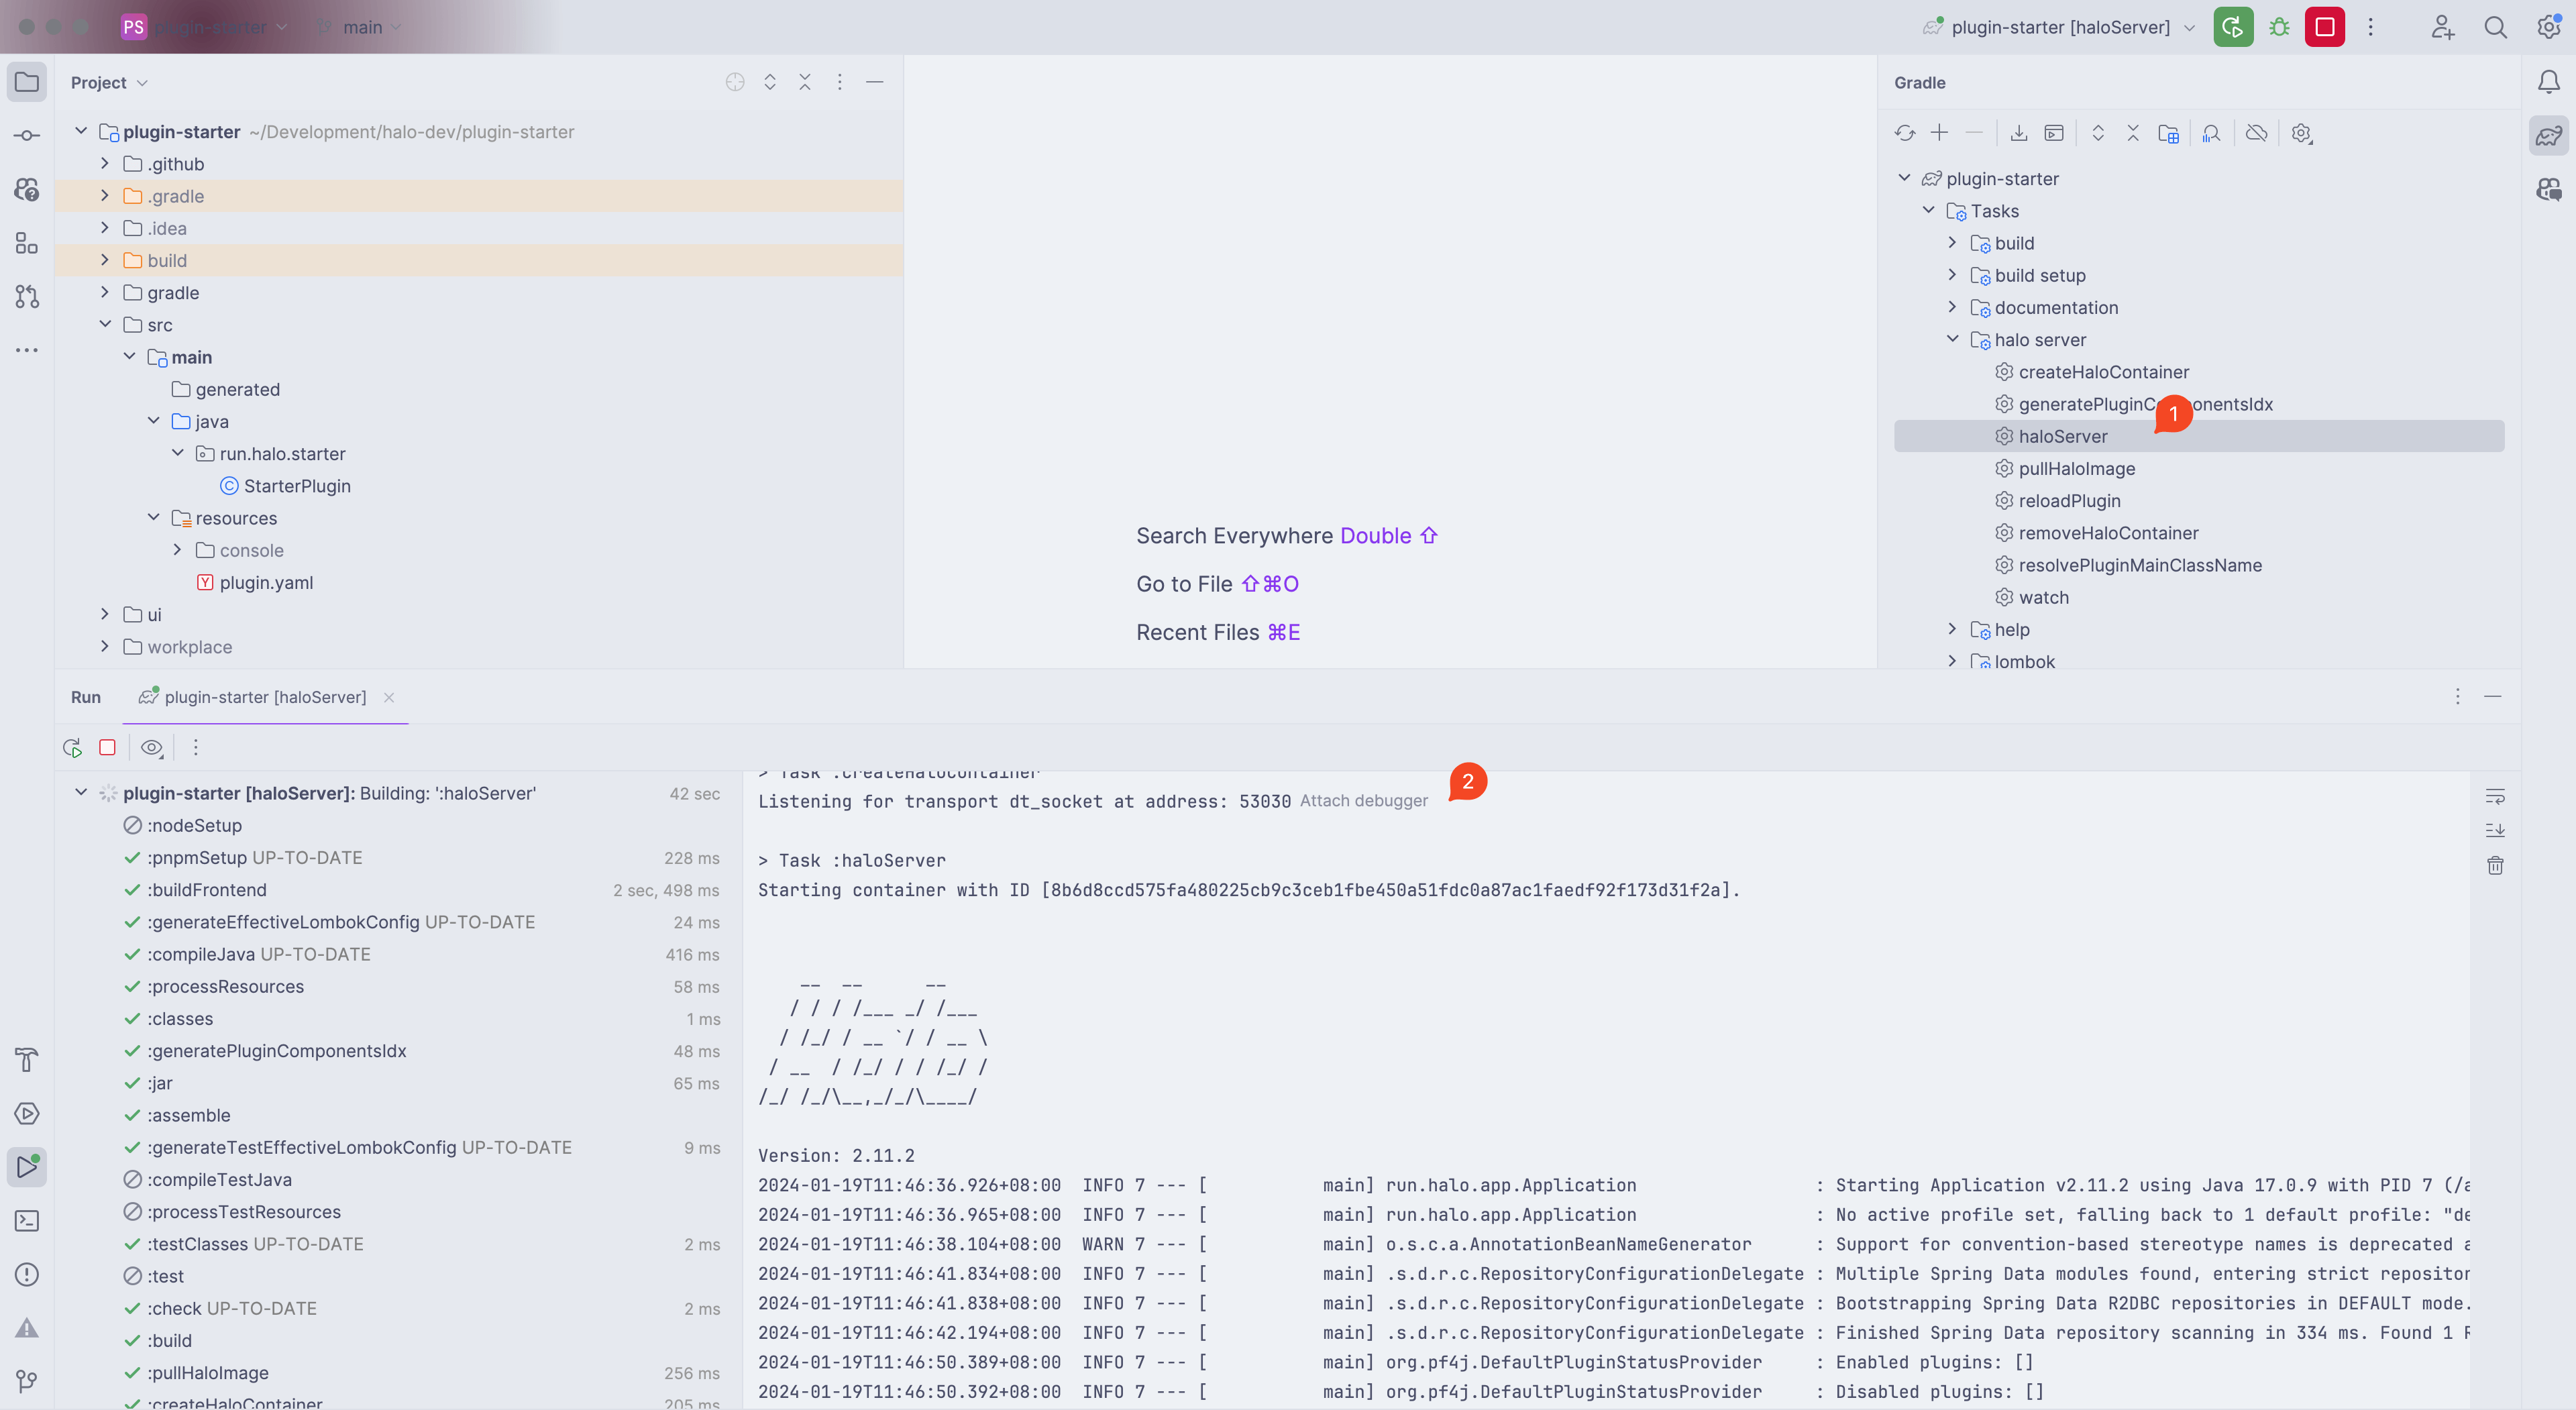 PS plugin-starter main
plugin-starter [haloServer]
Project
plugin-starter ~/Development/halo-dev/plugin-starter
.github
.gradle
.idea
build
gradle
src
main
generated
java
run.halo.starter
StarterPlugin
resources
console
plugin.yaml
ui
workplace
Search Everywhere Double ⇧
Go to File ⇧⌘O
Recent Files ⌘E
Gradle
plugin-starter
Tasks
build
build setup
documentation
halo server
createHaloContainer
1
haloServer
pullHaloImage
reloadPlugin
removeHaloContainer
resolvePluginMainClassName
watch
help
lombok
Run plugin-starter [haloServer]
plugin-starter [haloServer]: Building: ':haloServer' 42 sec
:nodeSetup
:pnpmSetup UP-TO-DATE 228 ms
:buildFrontend 2 sec, 498 ms
:generateEffectiveLombokConfig UP-TO-DATE 24 ms
:compileJava UP-TO-DATE 416 ms
:processResources 58 ms
:classes 1 ms
:generatePluginComponentsIdx 48 ms
:jar 65 ms
:assemble
:generateTestEffectiveLombokConfig UP-TO-DATE 9 ms
:compileTestJava
:processTestResources
:testClasses UP-TO-DATE 2 ms
:test
:check UP-TO-DATE 2 ms
:build
:pullHaloImage 256 ms
:createHaloContainer 205 ms
> Task :createHaloContainer
2
Listening for transport dt_socket at address: 53030 Attach debugger
> Task :haloServer
Starting container with ID [8b6d8ccd575fa480225cb9c3ceb1fbe450a51fdc0a87ac1faedf92f173d31f2a].
    __  __      __
   / / / /___ _/ /___
  / /_/ / __ `/ / __ \
 / __  / /_/ / / /_/ /
/_/ /_/\__,_/_/\____/
Version: 2.11.2
2024-01-19T11:46:36.926+08:00  INFO 7 --- [           main] run.halo.app.Application                 : Starting Application v2.11.2 using Java 17.0.9 with PID 7
2024-01-19T11:46:36.965+08:00  INFO 7 --- [           main] run.halo.app.Application                 : No active profile set, falling back to 1 default profile:
2024-01-19T11:46:38.104+08:00  WARN 7 --- [           main] o.s.c.a.AnnotationBeanNameGenerator      : Support for convention-based stereotype names is deprecated
2024-01-19T11:46:41.834+08:00  INFO 7 --- [           main] .s.d.r.c.RepositoryConfigurationDelegate : Multiple Spring Data modules found, entering strict
2024-01-19T11:46:41.838+08:00  INFO 7 --- [           main] .s.d.r.c.RepositoryConfigurationDelegate : Bootstrapping Spring Data R2DBC repositories in DEFAULT mode.
2024-01-19T11:46:42.194+08:00  INFO 7 --- [           main] .s.d.r.c.RepositoryConfigurationDelegate : Finished Spring Data repository scanning in 334 ms. Found 1
2024-01-19T11:46:50.389+08:00  INFO 7 --- [           main] org.pf4j.DefaultPluginStatusProvider     : Enabled plugins: []
2024-01-19T11:46:50.392+08:00  INFO 7 --- [           main] org.pf4j.DefaultPluginStatusProvider     : Disabled plugins: []